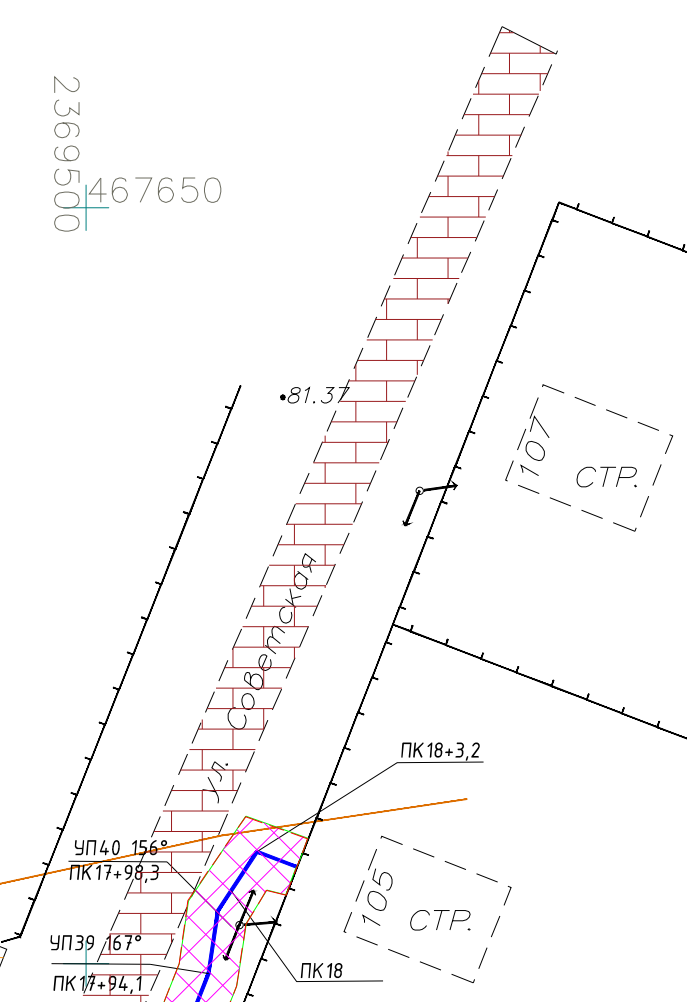 2369500
467650
81.37
107
СТР.
ул. Советская
ПК18+3,2
УП40 156°
ПК17+98,3
105
СТР.
УП39 167°
ПК17+94,1
ПК18